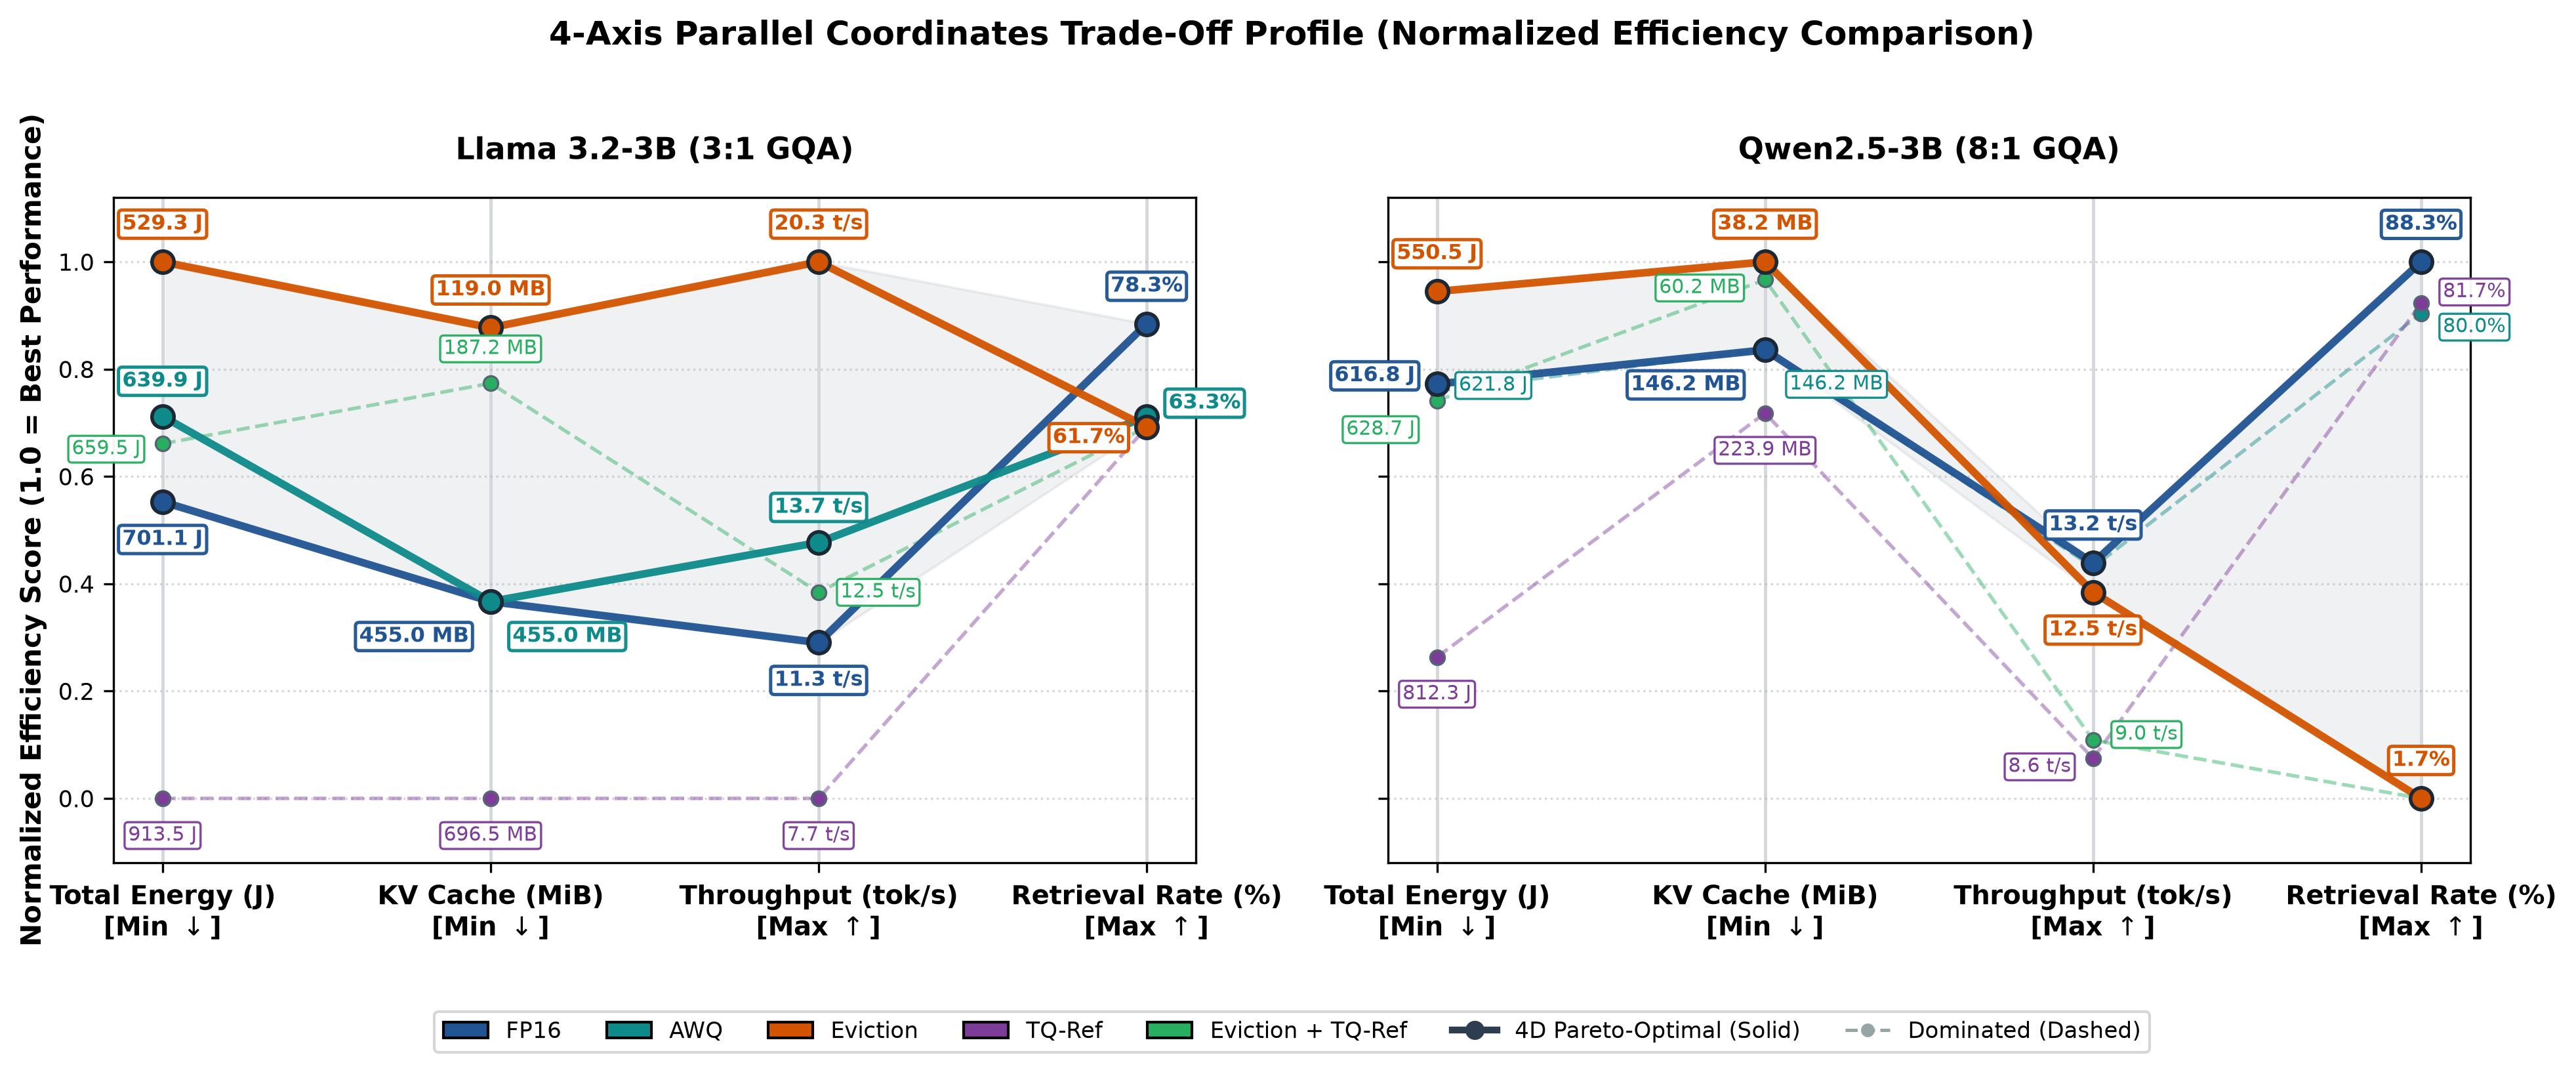 4-Axis Parallel Coordinates Trade-Off Profile (Normalized Efficiency Comparison)
Normalized Efficiency Score (1.0 = Best Performance)
Llama 3.2-3B (3:1 GQA)
1.0
0.8
0.6
0.4
0.2
0.0
529.3 J
639.9 J
659.5 J
701.1 J
913.5 J
119.0 MB
187.2 MB
455.0 MB
455.0 MB
696.5 MB
20.3 t/s
13.7 t/s
12.5 t/s
11.3 t/s
7.7 t/s
78.3%
63.3%
61.7%
Total Energy (J)
[Min ↓]
KV Cache (MiB)
[Min ↓]
Throughput (tok/s)
[Max ↑]
Retrieval Rate (%)
[Max ↑]
Qwen2.5-3B (8:1 GQA)
550.5 J
616.8 J
621.8 J
628.7 J
812.3 J
38.2 MB
60.2 MB
146.2 MB
146.2 MB
223.9 MB
13.2 t/s
12.5 t/s
9.0 t/s
8.6 t/s
88.3%
81.7%
80.0%
1.7%
Total Energy (J)
[Min ↓]
KV Cache (MiB)
[Min ↓]
Throughput (tok/s)
[Max ↑]
Retrieval Rate (%)
[Max ↑]
FP16
AWQ
Eviction
TQ-Ref
Eviction + TQ-Ref
4D Pareto-Optimal (Solid)
Dominated (Dashed)